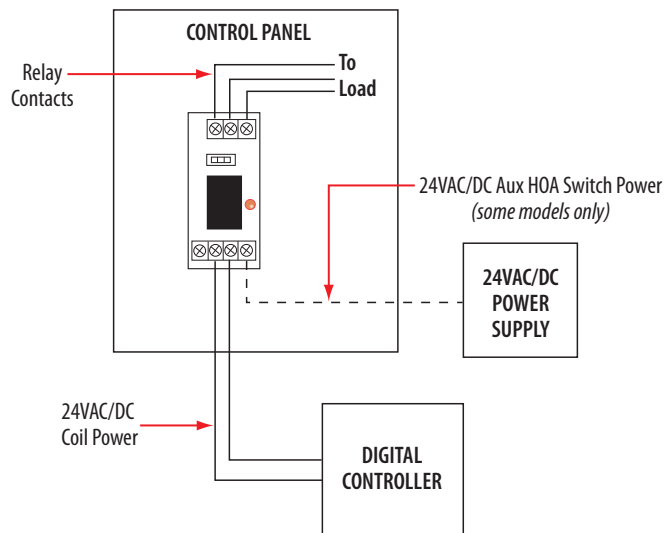 CONTROL PANEL
Relay
Contacts
To
Load
24VAC/DC Aux HOA Switch Power
(some models only)
24VAC/DC
POWER
SUPPLY
24VAC/DC
Coil Power
DIGITAL
CONTROLLER